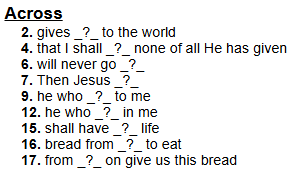 Across
2. gives _?_ to the world
4. that I shall _?_ none of all He has given
6. will never go _?_
7. Then Jesus _?_
9. he who _?_ to me
12. he who _?_ in me
15. shall have _?_ life
16. bread from _?_ to eat
17. from _?_ on give us this bread